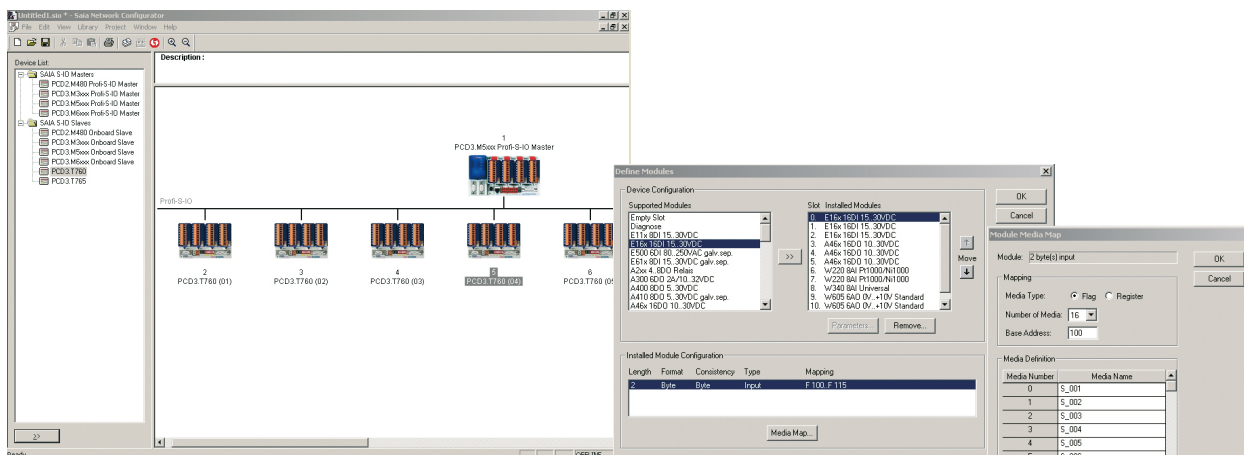 Untitled1.sio * - Saia Network Configurator
File Edit View Library Project Window Help
Device List:
SAIA S-IO Masters
PCD2.M480 Profi-S-IO Master
PCD3.M3xxx Profi-S-IO Master
PCD3.M5xxx Profi-S-IO Master
PCD3.M6xxx Profi-S-IO Master
SAIA S-IO Slaves
PCD2.M480 Onboard Slave
PCD3.M3xxx Onboard Slave
PCD3.M5xxx Onboard Slave
PCD3.M6xxx Onboard Slave
PCD3.T760
PCD3.T765
>>
Ready
Description :
1
PCD3.M5xxx Profi-S-IO Master
Profi-S-IO
2
PCD3.T760 (01)
3
PCD3.T760 (02)
4
PCD3.T760 (03)
5
PCD3.T760 (04)
6
PCD3.T760 (05
OFFLINE
Define Modules
Device Configuration
Supported Modules
Empty Slot
Diagnose
E11x 8DI 15..30VDC
E16x 16DI 15..30VDC
E500 6DI 80..250VAC galv.sep.
E61x 8DI 15..30VDC galv.sep.
A2xx 4..8DO Relais
A300 6DO 2A/10..32VDC
A400 8DO 5..30VDC
A410 8DO 5..30VDC galv.sep.
A46x 16DO 10..30VDC
>>
Slot Installed Modules
0. E16x 16DI 15..30VDC
1. E16x 16DI 15..30VDC
2. E16x 16DI 15..30VDC
3. A46x 16DO 10..30VDC
4. A46x 16DO 10..30VDC
5. A46x 16DO 10..30VDC
6. W220 8AI Pt1000/Ni1000
7. W220 8AI Pt1000/Ni1000
8. W340 8AI Universal
9. W605 6AO 0V..+10V Standard
10. W605 6AO 0V..+10V Standard
Move
Parameters... Remove...
OK
Cancel
Installed Module Configuration
Length Format Consistency Type Mapping
2 Byte Byte Input F 100..F 115
Media Map...
Module Media Map
Module: 2 byte(s) input
OK
Cancel
Mapping
Media Type: Flag Register
Number of Media: 16
Base Address: 100
Media Definition
Media Number Media Name
0 S_001
1 S_002
2 S_003
3 S_004
4 S_005